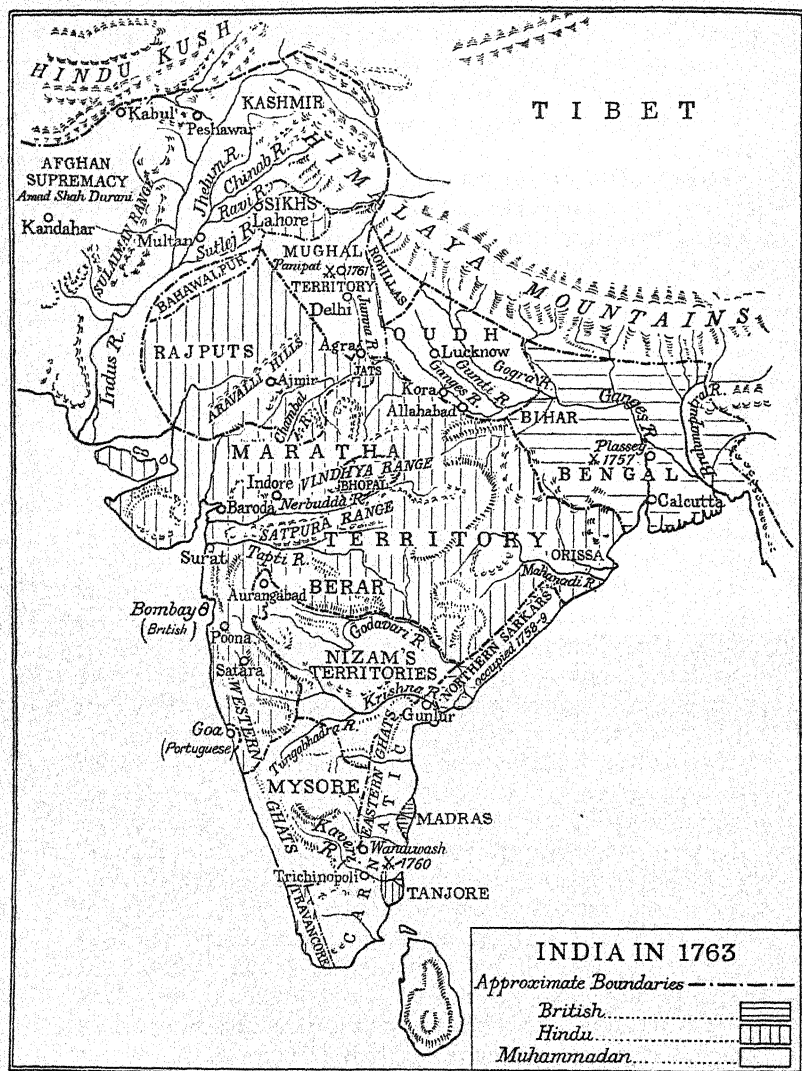 HINDU KUSH
Kabul
Peshawar
KASHMIR
TIBET
AFGHAN
SUPREMACY
Amad Shah Durani
Kandahar
SULAIMAN RANGE
Jhelum R.
Chinab R.
Ravi R.
SIKHS
Lahore
Multan
Sutlej R.
HIMALAYA MOUNTAINS
MUGHAL
Panipat 1761
TERRITORY
Delhi
ROHILLAS
Jumna R.
BAHAWALPUR
Indus R.
RAJPUTS
OUDH
Lucknow
Gumti R.
Gogra R.
Ganges R.
Agra
JATS
Ajmir
ARAVALLI HILLS
Chambal R.
Kora
Allahabad
BIHAR
Ganges R.
Brahmaputra R.
Plassey
1757
BENGAL
Calcutta
MARATHA
VINDHYA RANGE
Indore
BHOPAL
Baroda
Nerbudda R.
SATPURA RANGE
TERRITORY
Surat
Tapti R.
ORISSA
Mahanadi R.
BERAR
Aurangabad
Bombay
(British)
Godavari R.
Poona
NIZAM'S
TERRITORIES
NORTHERN SARKARS
occupied 1758-9
Satara
Krishna R.
Guntur
WESTERN GHATS
Goa
(Portuguese)
Tungabhadra R.
EASTERN GHATS
MYSORE
CARNATIC
MADRAS
Kaveri R.
Wandiwash
1760
Trichinopoli
TANJORE
TRAVANCORE
INDIA IN 1763
Approximate Boundaries
British
Hindu
Muhammadan